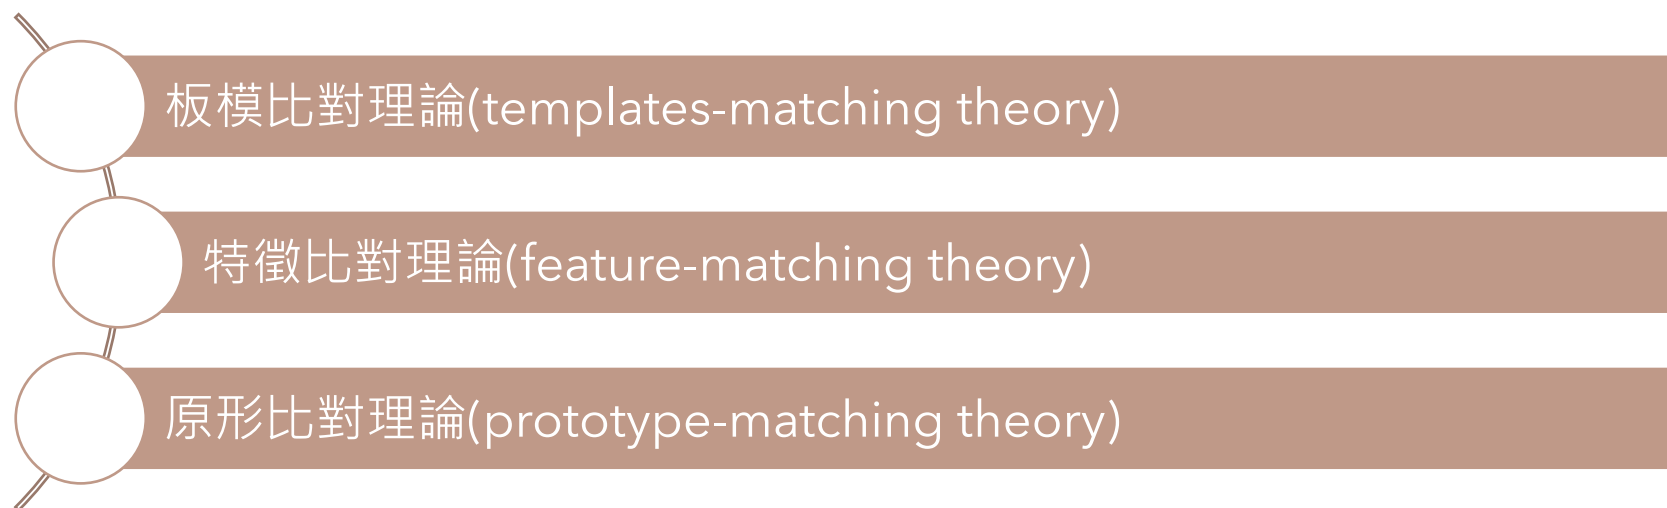 板模比對理論(templates-matching theory)
特徵比對理論(feature-matching theory)
原形比對理論(prototype-matching theory)